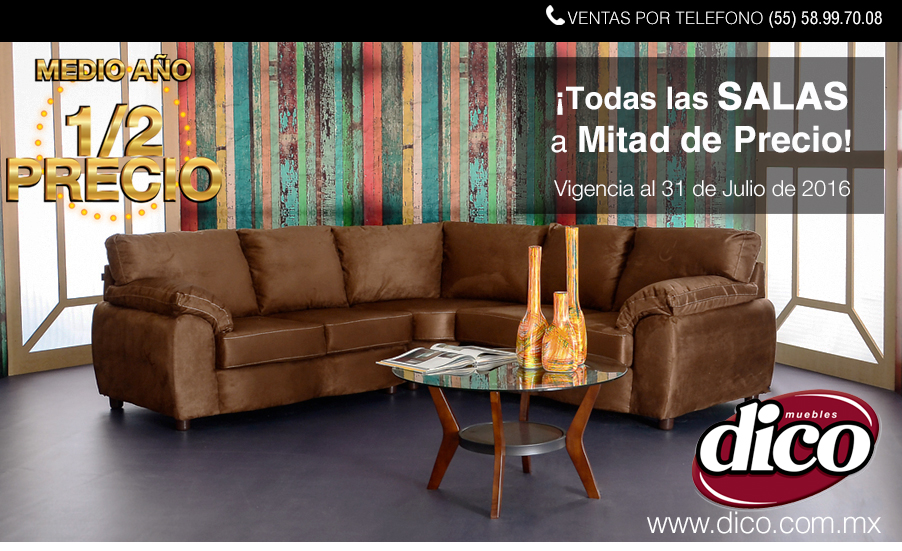 VENTAS POR TELEFONO (55) 58.99.70.08
MEDIO AÑO
1/2
PRECIO
¡Todas las SALAS
a Mitad de Precio!
Vigencia al 31 de Julio de 2016
muebles
dico
www.dico.com.mx